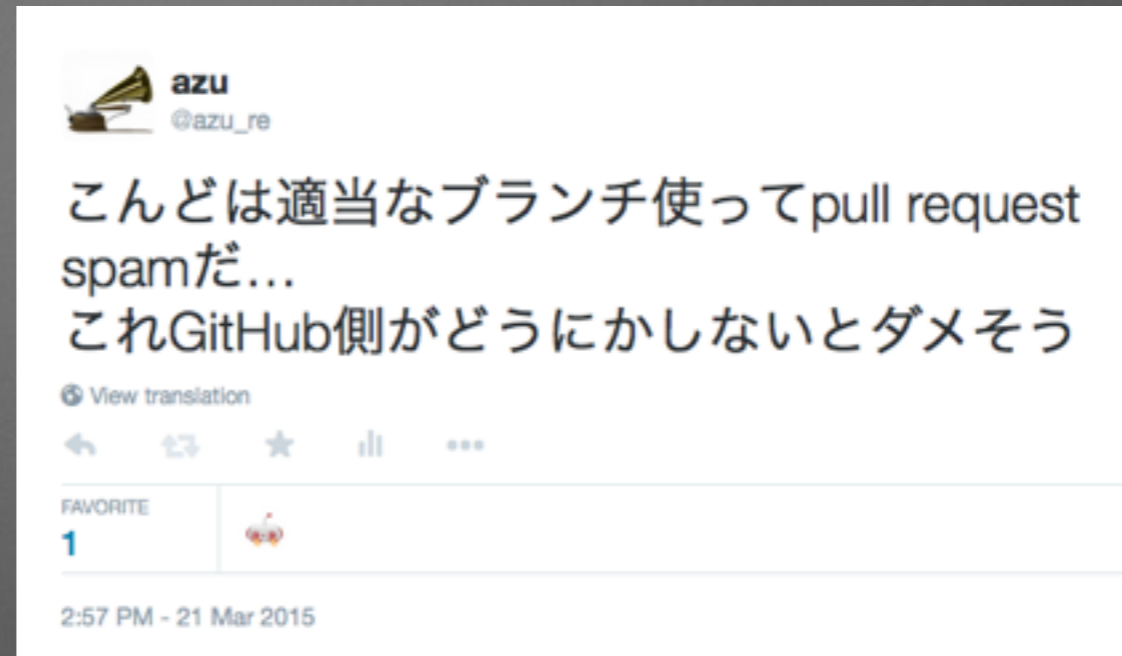 azu
@azu_re
こんどは適当なブランチ使ってpull request
spamだ...
これGitHub側がどうにかしないとダメそう
View translation
FAVORITE
1
2:57 PM - 21 Mar 2015